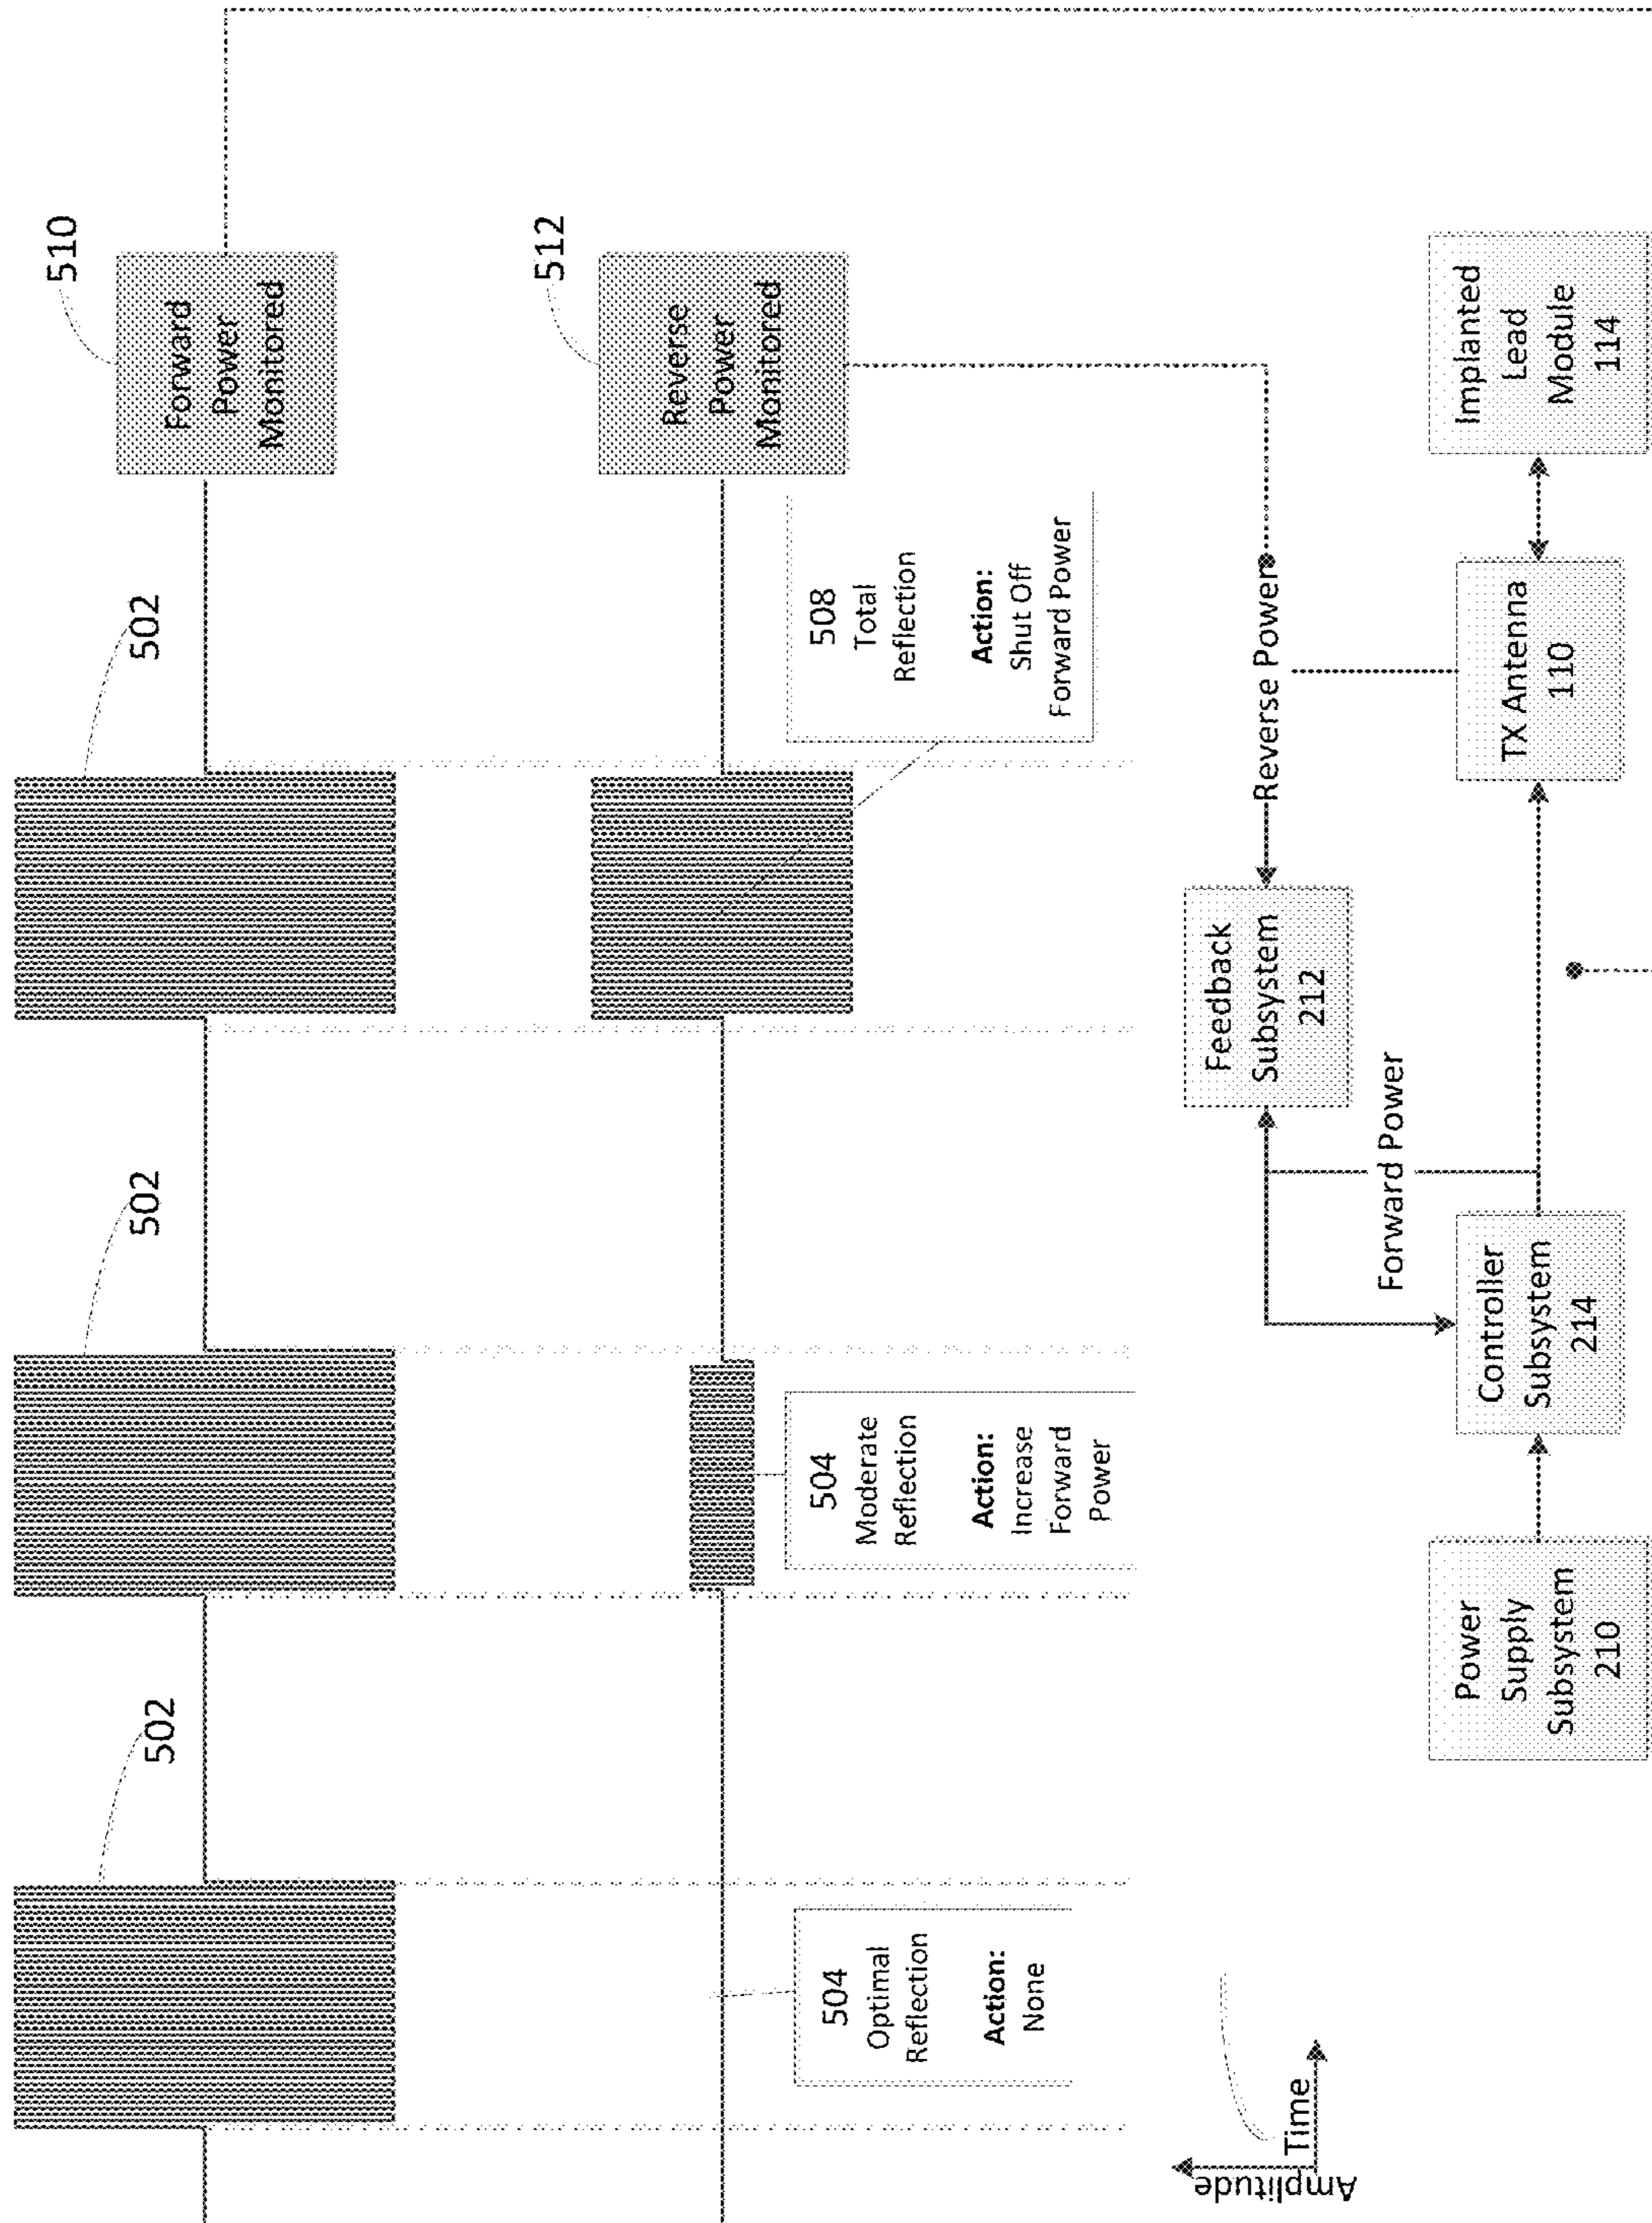 502
502
502
510
Forward
Power
Monitored
512
Reverse
Power
Monitored
504
Optimal
Reflection
Action:
None
504
Moderate
Reflection
Action:
Increase
Forward
Power
508
Total
Reflection
Action:
Shut Off
Forward Power
Amplitude
Time
Feedback
Subsystem
212
Reverse Power
Forward Power
Power
Supply
Subsystem
210
Controller
Subsystem
214
TX Antenna
110
Implanted
Lead
Module
114